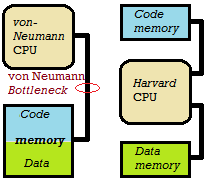 von-
Neumann
CPU
von Neumann
Bottleneck
Code
memory
Data
Code
memory
Harvard
CPU
Data
memory